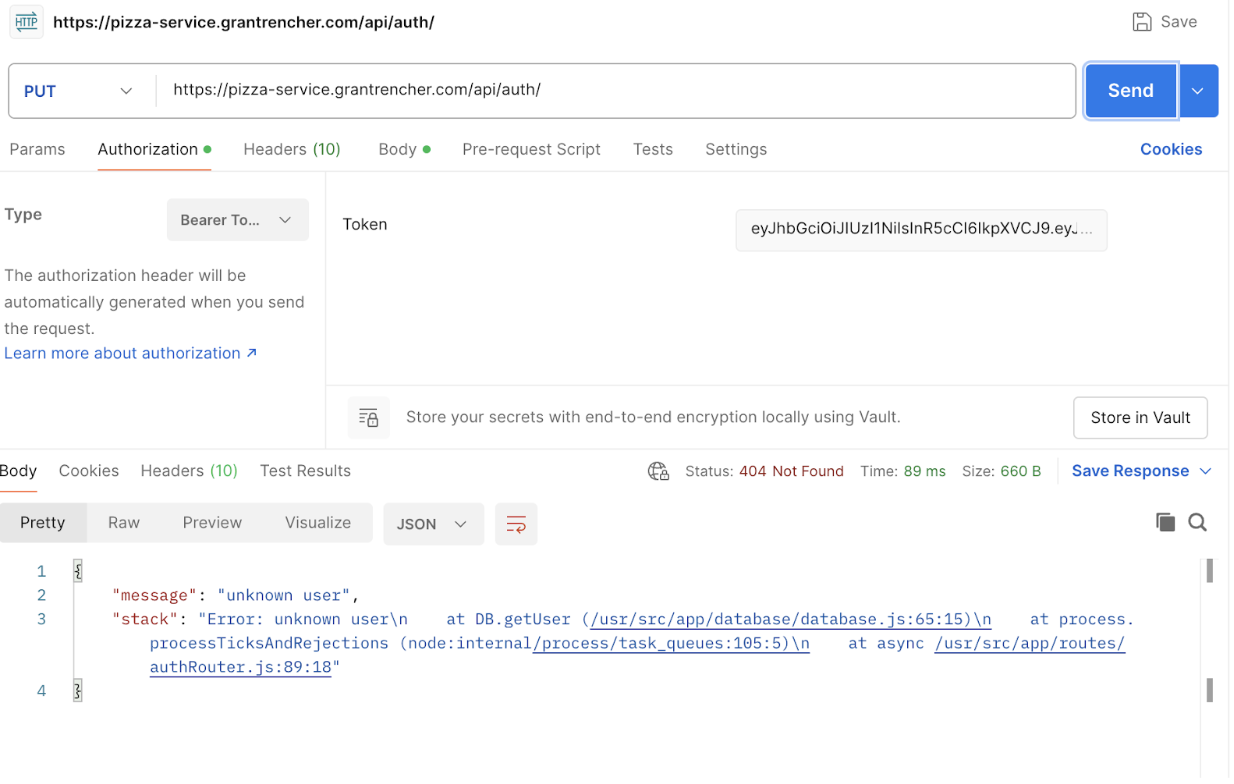 HTTP https://pizza-service.grantrencher.com/api/auth/ Save
PUT https://pizza-service.grantrencher.com/api/auth/ Send
Params Authorization Headers (10) Body Pre-request Script Tests Settings Cookies
Type Bearer To... Token eyJhbGciOiJIUzI1NiIsInR5cCI6IkpXVCJ9.eyJ...
The authorization header will be
automatically generated when you send
the request.
Learn more about authorization ↗
Store your secrets with end-to-end encryption locally using Vault. Store in Vault
Body Cookies Headers (10) Test Results Status: 404 Not Found Time: 89 ms Size: 660 B Save Response
Pretty Raw Preview Visualize JSON
1 {
2 "message": "unknown user",
3 "stack": "Error: unknown user\n    at DB.getUser (/usr/src/app/database/database.js:65:15)\n    at process.
processTicksAndRejections (node:internal/process/task_queues:105:5)\n    at async /usr/src/app/routes/
authRouter.js:89:18"
4 }